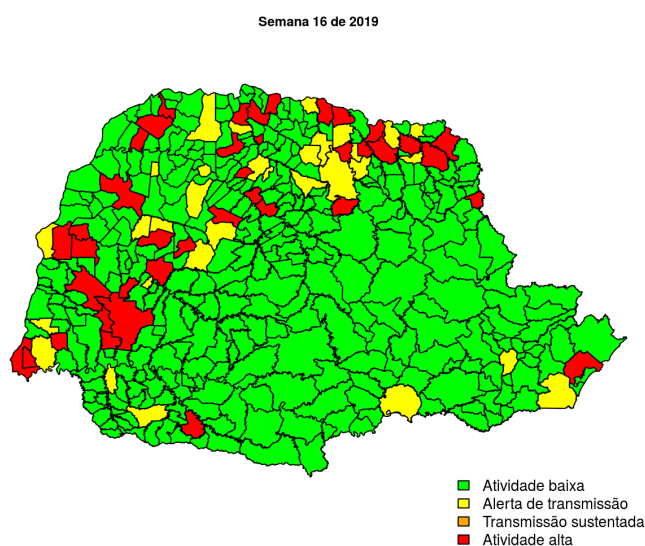 Semana 16 de 2019
Atividade baixa
Alerta de transmissão
Transmissão sustentada
Atividade alta